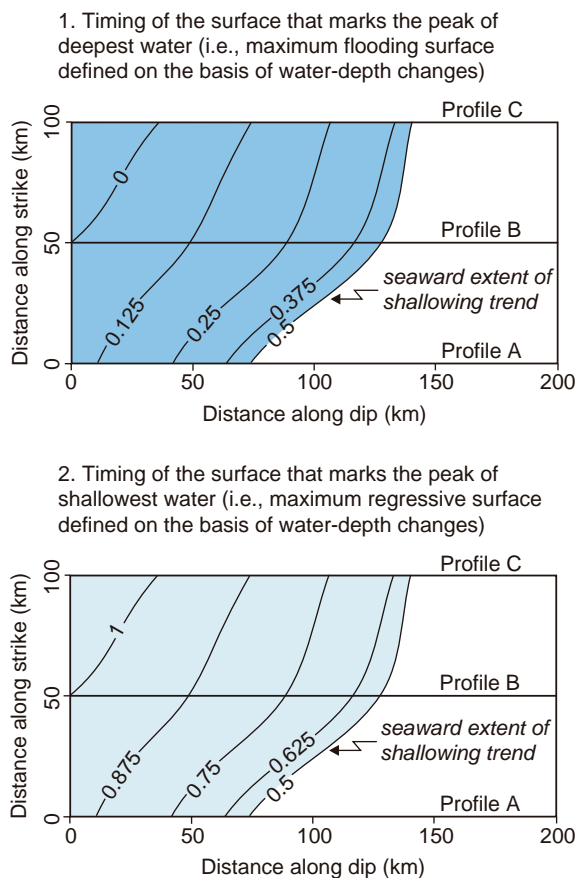 1. Timing of the surface that marks the peak of
deepest water (i.e., maximum flooding surface
defined on the basis of water-depth changes)
Distance along strike (km)
100
50
0
Profile C
Profile B
Profile A
0
0.125
0.25
0.375
0.5
seaward extent of
shallowing trend
0
50
100
150
200
Distance along dip (km)
2. Timing of the surface that marks the peak of
shallowest water (i.e., maximum regressive surface
defined on the basis of water-depth changes)
Distance along strike (km)
100
50
0
Profile C
Profile B
Profile A
1
0.875
0.75
0.625
0.5
seaward extent of
shallowing trend
0
50
100
150
200
Distance along dip (km)